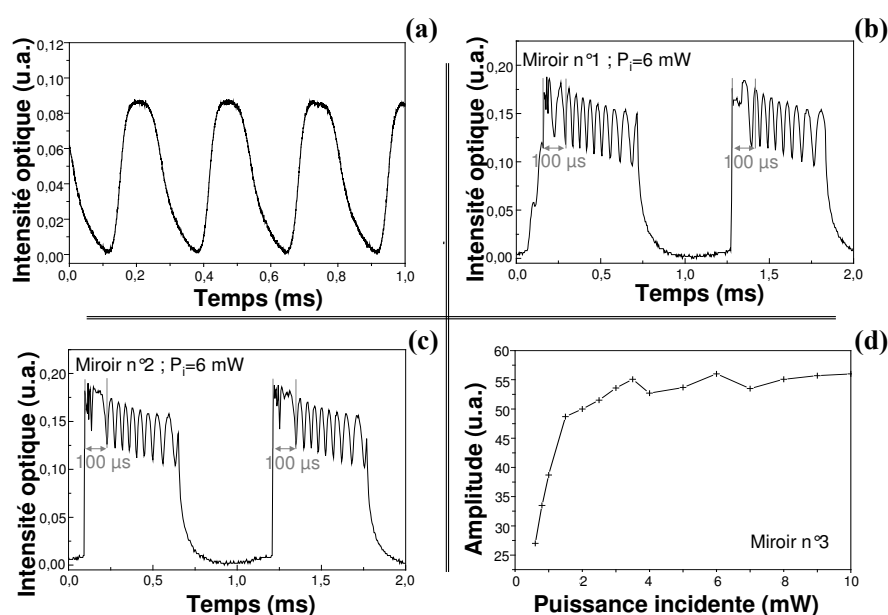 (a)
Intensité optique (u.a.)
0,12
0,10
0,08
0,06
0,04
0,02
0,00
0,0 0,2 0,4 0,6 0,8 1,0
Temps (ms)
(b)
Miroir n°1 ; Pi=6 mW
Intensité optique (u.a.)
0,20
0,15
0,10
0,05
0,00
100 µs
100 µs
0,0 0,5 1,0 1,5 2,0
Temps (ms)
(c)
Miroir n°2 ; Pi=6 mW
Intensité optique (u.a.)
0,20
0,15
0,10
0,05
0,00
100 µs
100 µs
0,0 0,5 1,0 1,5 2,0
Temps (ms)
(d)
Amplitude (u.a.)
60
55
50
45
40
35
30
25
Miroir n°3
0 2 4 6 8 10
Puissance incidente (mW)